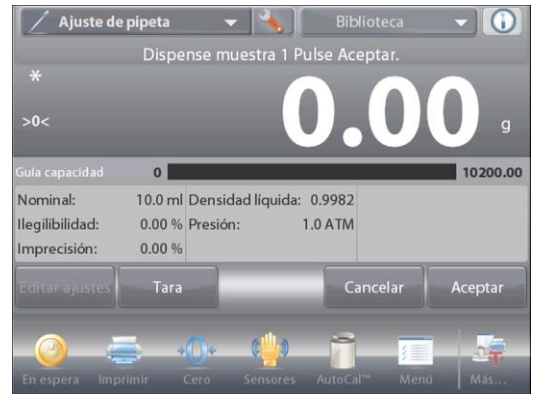 Ajuste de pipeta Biblioteca
Dispense muestra 1 Pulse Aceptar.
*
>0< 0.00 g
Guía capacidad 0 10200.00
Nominal: 10.0 ml Densidad líquida: 0.9982
Ilegilibilidad: 0.00 % Presión: 1.0 ATM
Imprecisión: 0.00 %
Editar ajustes Tara Cancelar Aceptar
En espera Imprimir Cero Sensores AutoCal™ Menú Más...